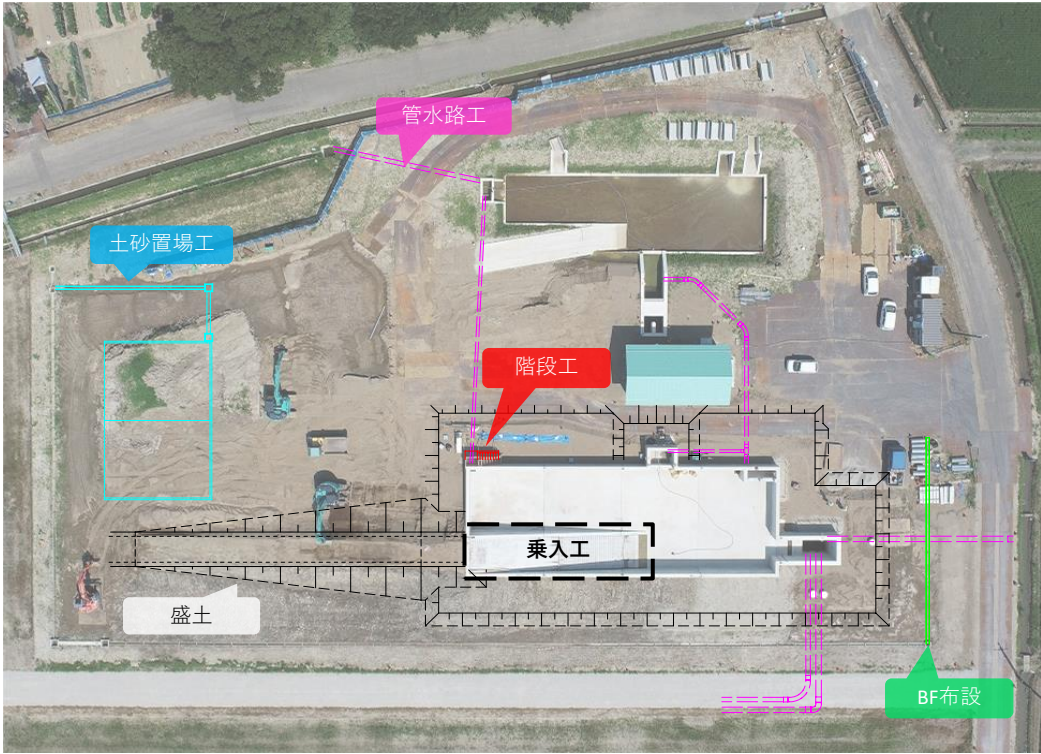 管水路工
土砂置場工
階段工
乗入工
盛土
BF布設